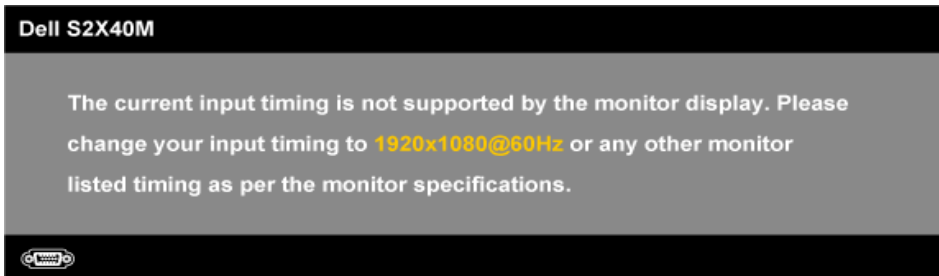 Dell S2X40M
The current input timing is not supported by the monitor display. Please
change your input timing to 1920x1080@60Hz or any other monitor
listed timing as per the monitor specifications.